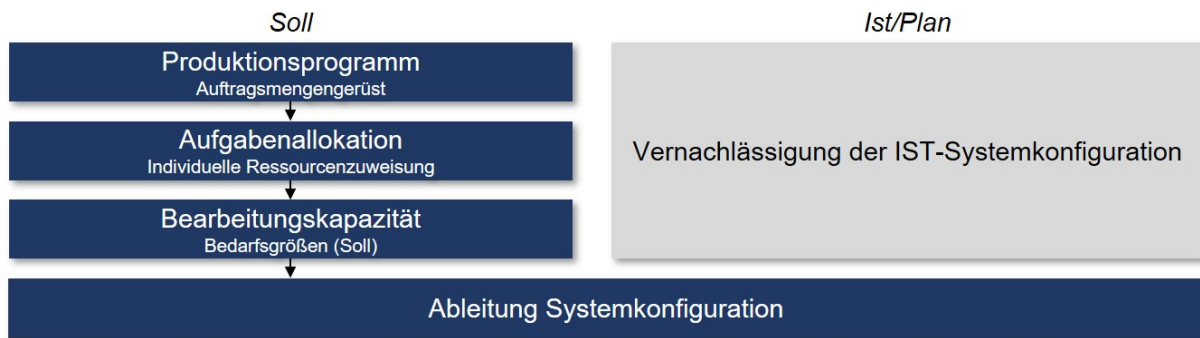 Soll
Ist/Plan
Produktionsprogramm
Auftragsmengengerüst
Aufgabenallokation
Individuelle Ressourcenzuweisung
Bearbeitungskapazität
Bedarfsgrößen (Soll)
Vernachlässigung der IST-Systemkonfiguration
Ableitung Systemkonfiguration